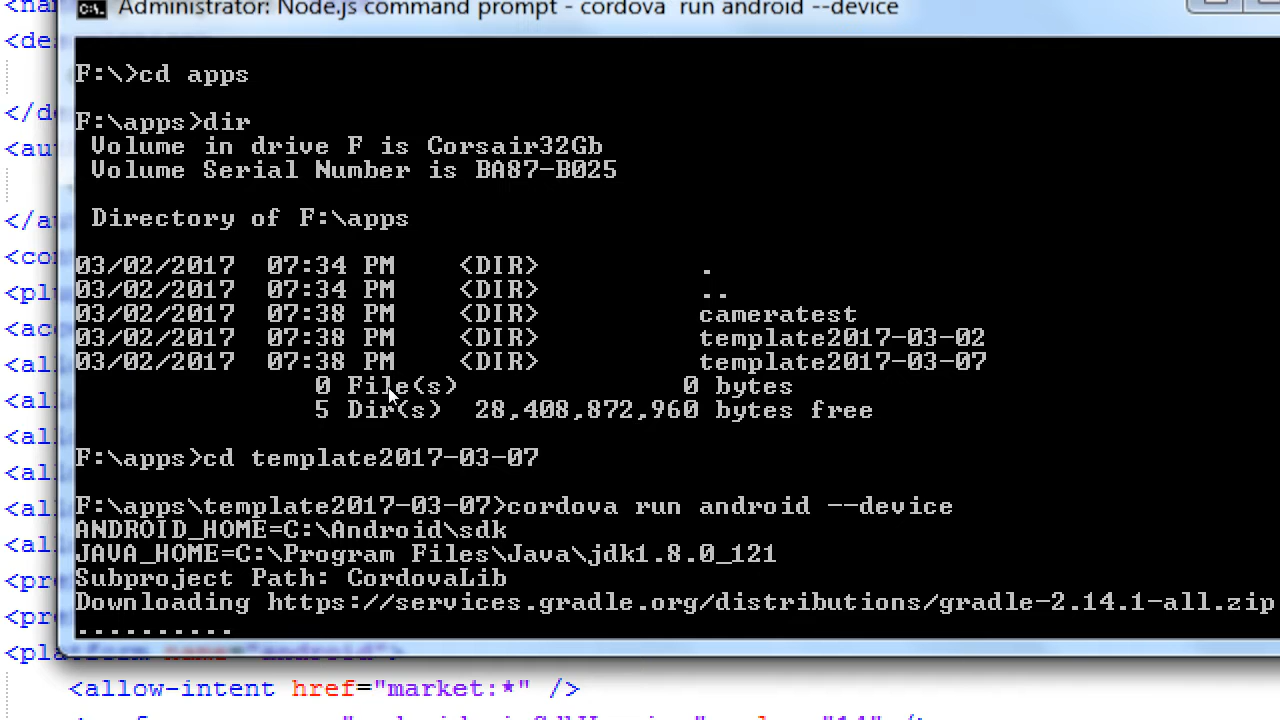 Administrator: Node.js command prompt - cordova  run android --device
F:\>cd apps
F:\apps>dir
Volume in drive F is Corsair32Gb
Volume Serial Number is BA87-B025
Directory of F:\apps
03/02/2017  07:34 PM    <DIR>          .
03/02/2017  07:34 PM    <DIR>          ..
03/02/2017  07:38 PM    <DIR>          cameratest
03/02/2017  07:38 PM    <DIR>          template2017-03-02
03/02/2017  07:38 PM    <DIR>          template2017-03-07
0 File(s)              0 bytes
5 Dir(s)  28,408,872,960 bytes free
F:\apps>cd template2017-03-07
F:\apps\template2017-03-07>cordova run android --device
ANDROID_HOME=C:\Android\sdk
JAVA_HOME=C:\Program Files\Java\jdk1.8.0_121
Subproject Path: CordovaLib
Downloading https://services.gradle.org/distributions/gradle-2.14.1-all.zip
..........
<allow-intent href="market:*" />